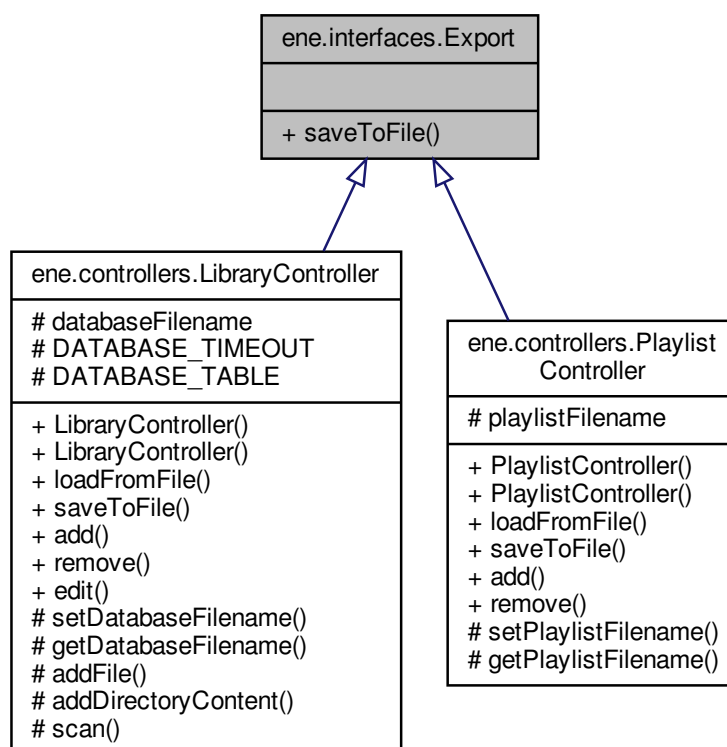 ene.interfaces.Export
+ saveToFile()
ene.controllers.LibraryController
# databaseFilename
# DATABASE_TIMEOUT
# DATABASE_TABLE
+ LibraryController()
+ LibraryController()
+ loadFromFile()
+ saveToFile()
+ add()
+ remove()
+ edit()
# setDatabaseFilename()
# getDatabaseFilename()
# addFile()
# addDirectoryContent()
# scan()
ene.controllers.Playlist
Controller
# playlistFilename
+ PlaylistController()
+ PlaylistController()
+ loadFromFile()
+ saveToFile()
+ add()
+ remove()
# setPlaylistFilename()
# getPlaylistFilename()